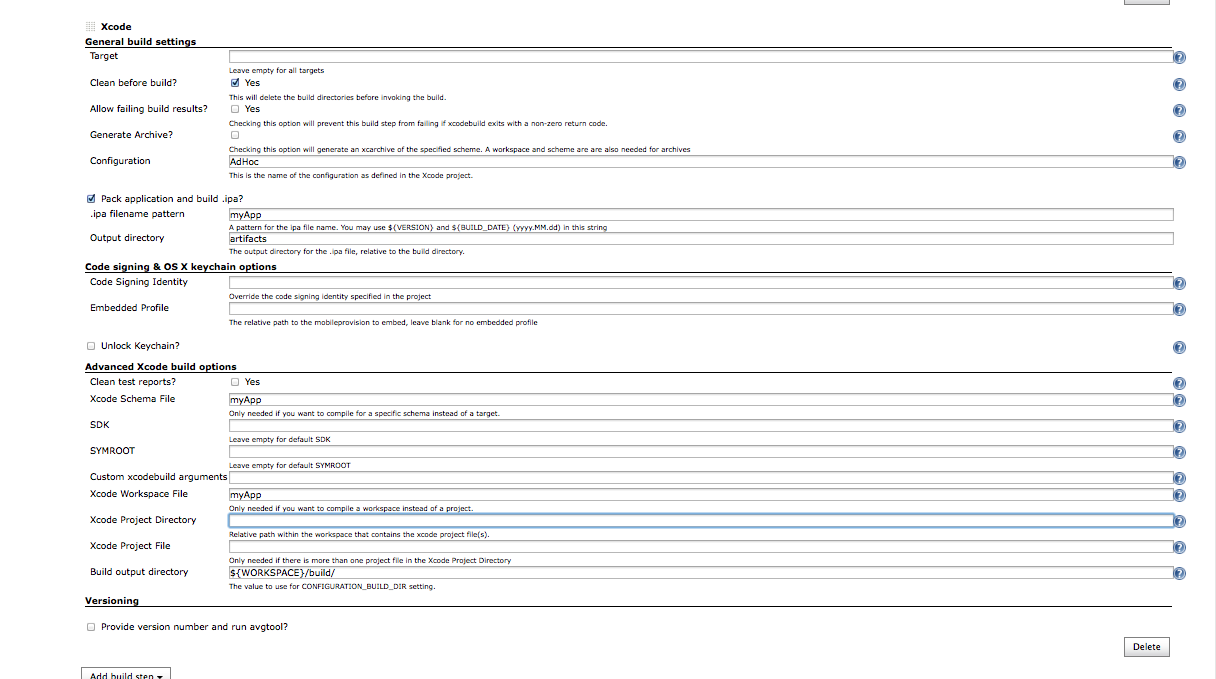 Xcode
General build settings
Target
Leave empty for all targets
Clean before build? Yes
This will delete the build directories before invoking the build.
Allow failing build results? Yes
Checking this option will prevent this build step from failing if xcodebuild exits with a non-zero return code.
Generate Archive?
Checking this option will generate an xcarchive of the specified scheme. A workspace and scheme are are also needed for archives
Configuration AdHoc
This is the name of the configuration as defined in the Xcode project.
Pack application and build .ipa?
.ipa filename pattern myApp
A pattern for the ipa file name. You may use ${VERSION} and ${BUILD_DATE} (yyyy.MM.dd) in this string
Output directory artifacts
The output directory for the .ipa file, relative to the build directory.
Code signing & OS X keychain options
Code Signing Identity
Override the code signing identity specified in the project
Embedded Profile
The relative path to the mobileprovision to embed, leave blank for no embedded profile
Unlock Keychain?
Advanced Xcode build options
Clean test reports? Yes
Xcode Schema File myApp
Only needed if you want to compile for a specific schema instead of a target.
SDK
Leave empty for default SDK
SYMROOT
Leave empty for default SYMROOT
Custom xcodebuild arguments
Xcode Workspace File myApp
Only needed if you want to compile a workspace instead of a project.
Xcode Project Directory
Relative path within the workspace that contains the xcode project file(s).
Xcode Project File
Only needed if there is more than one project file in the Xcode Project Directory
Build output directory ${WORKSPACE}/build/
The value to use for CONFIGURATION_BUILD_DIR setting.
Versioning
Provide version number and run avgtool?
Delete
Add build step